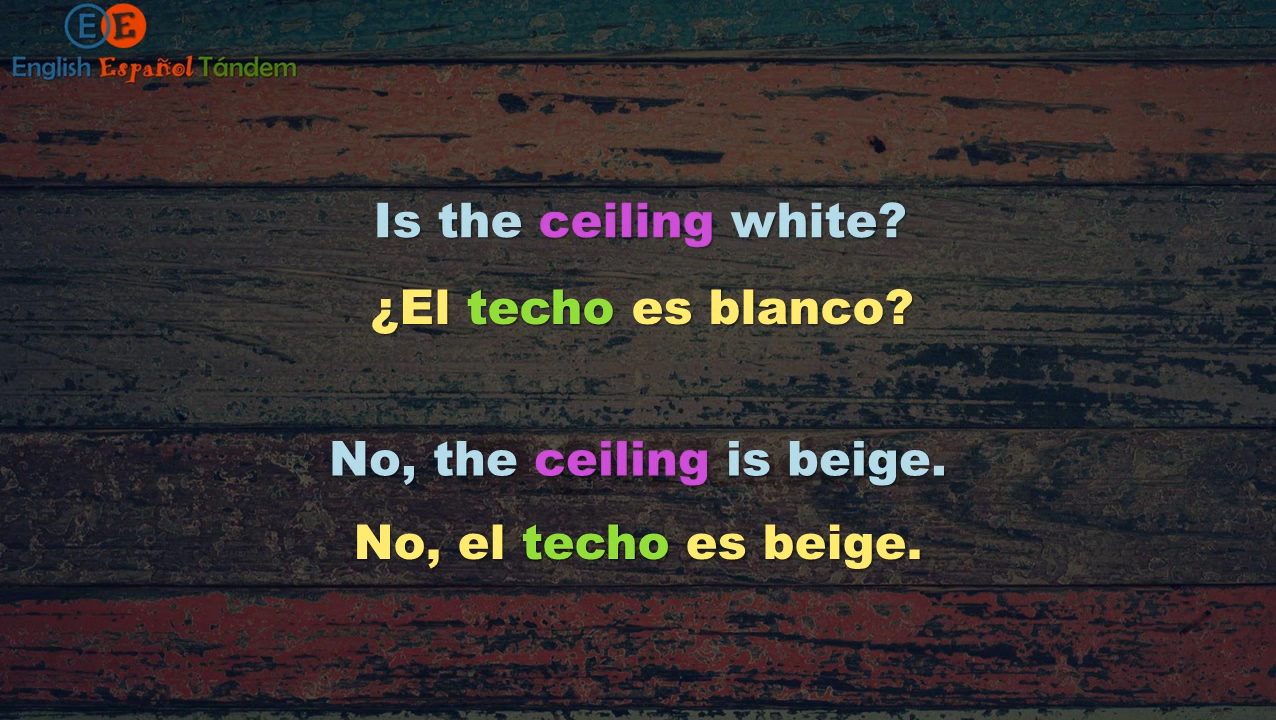 EE
English Español Tándem
Is the ceiling white?
¿El techo es blanco?
No, the ceiling is beige.
No, el techo es beige.